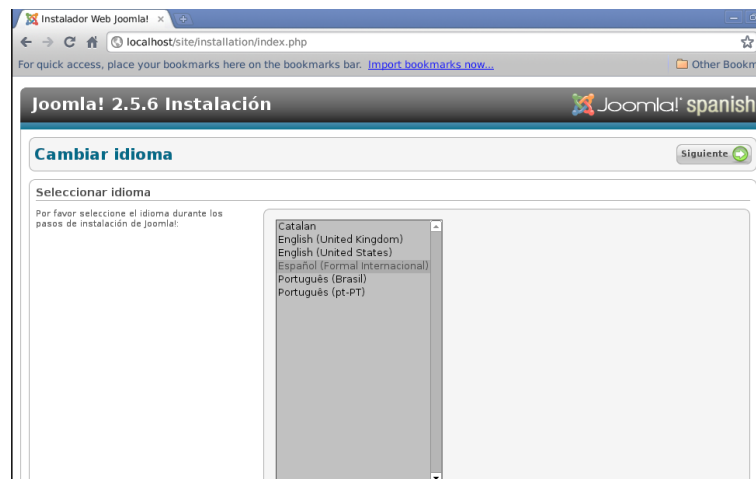 Instalador Web Joomla!
localhost/site/installation/index.php
For quick access, place your bookmarks here on the bookmarks bar. Import bookmarks now...
Other Bookm
Joomla! 2.5.6 Instalación
Joomla! spanish
Cambiar idioma
Siguiente
Seleccionar idioma
Por favor seleccione el idioma durante los
pasos de instalación de Joomla!:
Catalan
English (United Kingdom)
English (United States)
Español (Formal Internacional)
Português (Brasil)
Português (pt-PT)